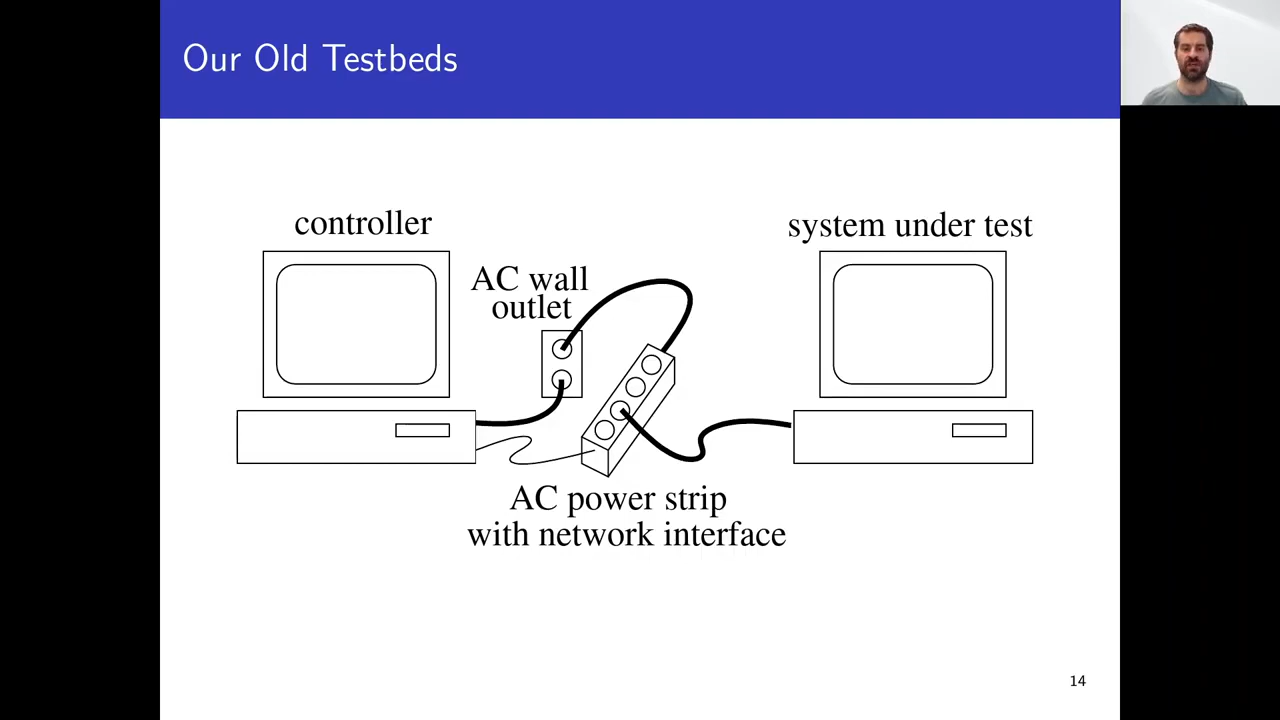 Our Old Testbeds
controller
system under test
AC wall
outlet
AC power strip
with network interface
14